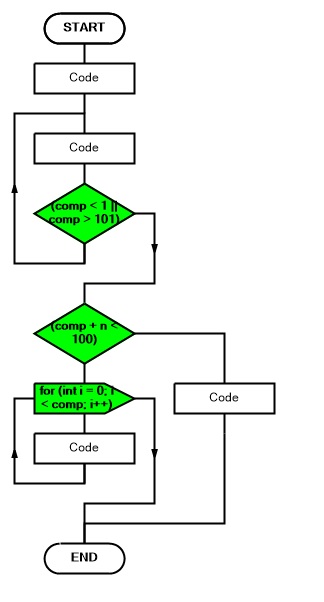 START
Code
Code
(comp < 1 ||
comp > 101)
(comp + n <
100)
for (int i = 0; i
< comp; i++)
Code
Code
END